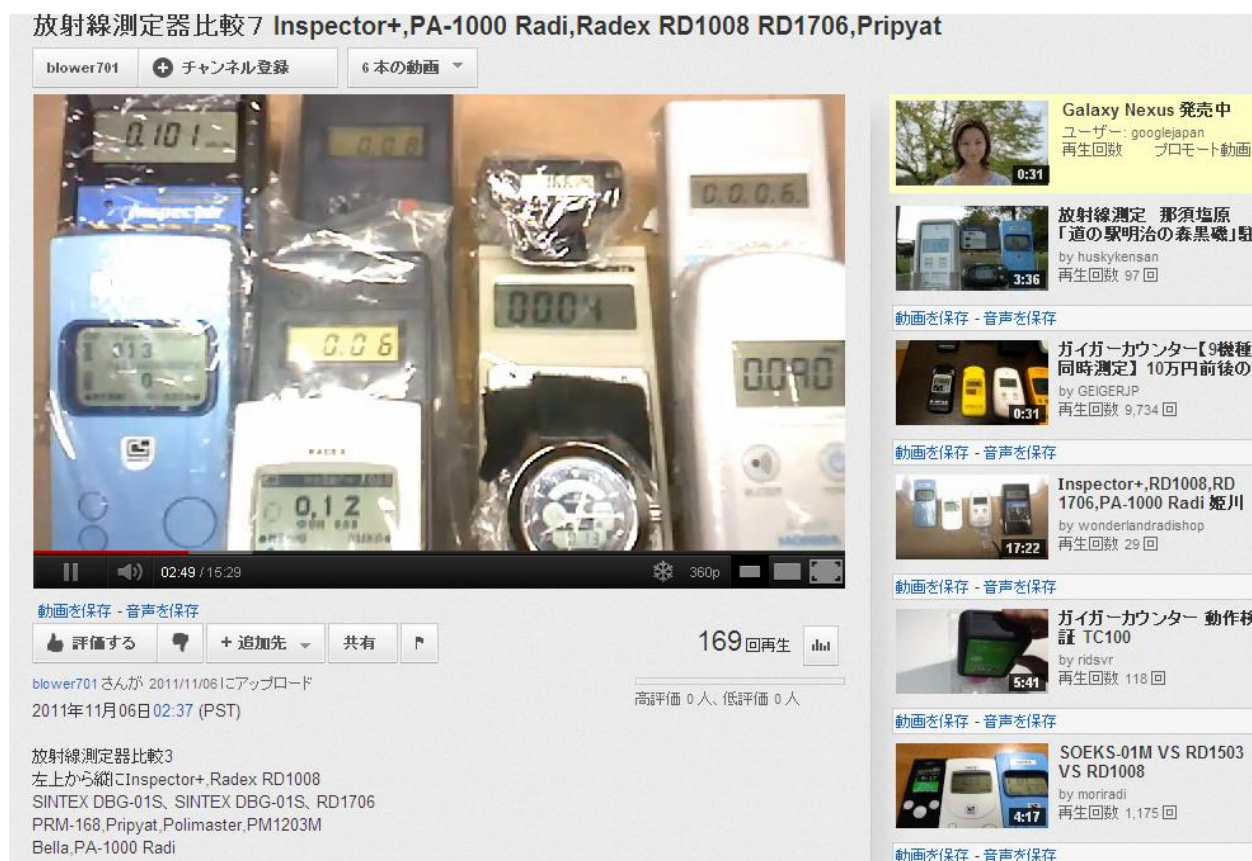 放射線測定器比較7 Inspector+,PA-1000 Radi,Radex RD1008 RD1706,Pripyat
blower701
チャンネル登録
6 本の動画
0.101
0.08
0.0.0.6.
Inspector
0004
013
0
0.06
0090
RADEX
0,12
HORIBA
02:49 / 15:29
360p
動画を保存 - 音声を保存
評価する
+ 追加先
共有
169 回再生
blower701 さんが 2011/11/06 にアップロード
高評価 0 人、低評価 0 人
2011年11月06日02:37 (PST)
放射線測定器比較3
左上から縦にInspector+,Radex RD1008
SINTEX DBG-01S、SINTEX DBG-01S、RD1706
PRM-168,Pripyat,Polimaster,PM1203M
Bella,PA-1000 Radi
Galaxy Nexus 発売中
ユーザー: googlejapan
再生回数 プロモート動画
0:31
放射線測定 那須塩原
「道の駅明治の森黒磯」駐
by huskykensan
再生回数 97 回
3:36
動画を保存 - 音声を保存
ガイガーカウンター【9機種
同時測定】10万円前後の
by GEIGERJP
再生回数 9,734 回
0:31
動画を保存 - 音声を保存
Inspector+,RD1008,RD
1706,PA-1000 Radi 姫川
by wonderlandradishop
再生回数 29 回
17:22
動画を保存 - 音声を保存
ガイガーカウンター 動作検
証 TC100
by ridsvr
再生回数 118 回
5:41
動画を保存 - 音声を保存
SOEKS-01M VS RD1503
VS RD1008
by moriradi
再生回数 1,175 回
4:17
動画を保存 - 音声を保存